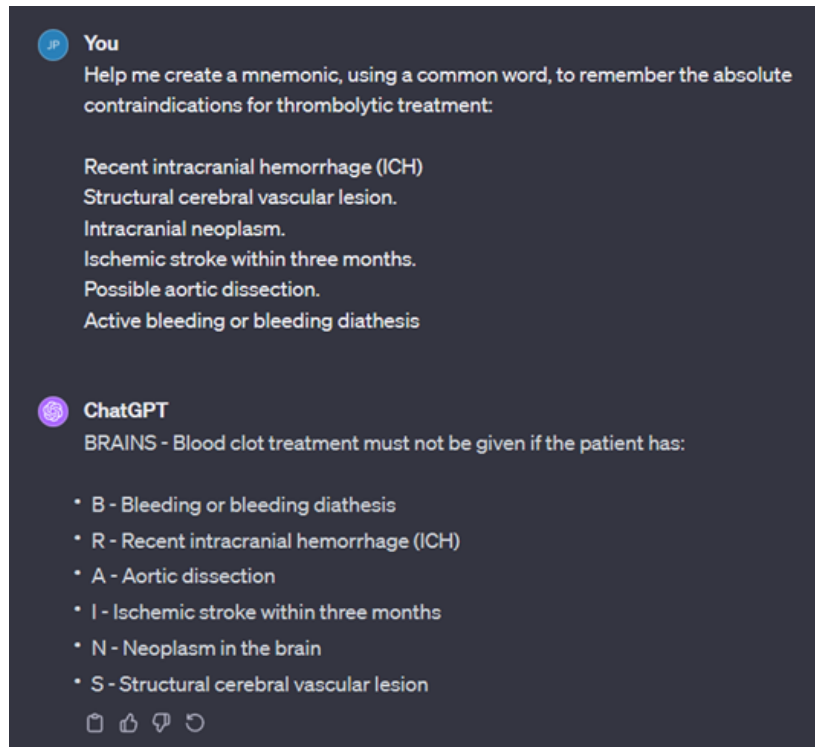 JP
You
Help me create a mnemonic, using a common word, to remember the absolute
contraindications for thrombolytic treatment:
Recent intracranial hemorrhage (ICH)
Structural cerebral vascular lesion.
Intracranial neoplasm.
Ischemic stroke within three months.
Possible aortic dissection.
Active bleeding or bleeding diathesis
ChatGPT
BRAINS - Blood clot treatment must not be given if the patient has:
• B - Bleeding or bleeding diathesis
• R - Recent intracranial hemorrhage (ICH)
• A - Aortic dissection
• I - Ischemic stroke within three months
• N - Neoplasm in the brain
• S - Structural cerebral vascular lesion